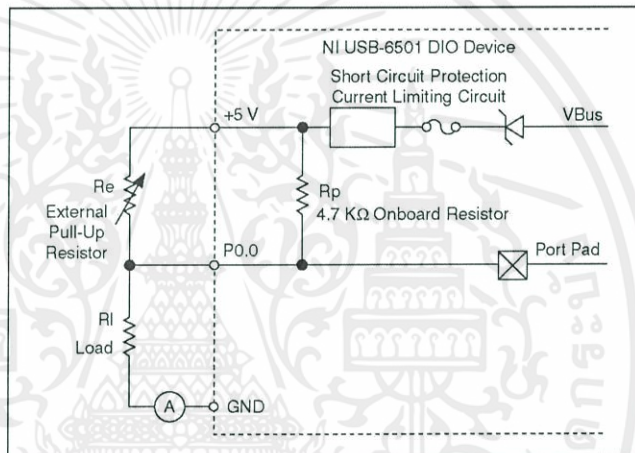 NI USB-6501 DIO Device
Short Circuit Protection
Current Limiting Circuit
VBus
+5 V
Re
External
Pull-Up
Resistor
Rp
4.7 KΩ Onboard Resistor
P0.0
Port Pad
Rl
Load
A
GND